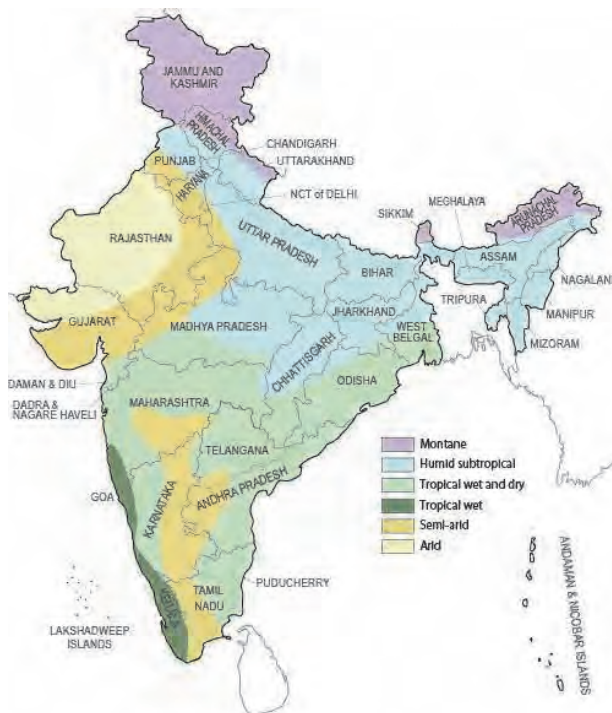 JAMMU AND
KASHMIR
HIMACHAL
PRADESH
CHANDIGARH
UTTARAKHAND
PUNJAB
HARYANA
NCT of DELHI
RAJASTHAN
UTTAR PRADESH
SIKKIM
MEGHALAYA
ARUNACHAL
PRADESH
ASSAM
BIHAR
NAGALAN
GUJARAT
MADHYA PRADESH
JHARKHAND
TRIPURA
MANIPUR
WEST
BELGAL
MIZORAM
CHHATTISGARH
DAMAN & DIU
DADRA &
NAGARE HAVELI
MAHARASHTRA
ODISHA
TELANGANA
GOA
KARNATAKA
ANDHRA PRADESH
Montane
Humid subtropical
Tropical wet and dry
Tropical wet
Semi-arid
Arid
PUDUCHERRY
TAMIL
NADU
KERALA
LAKSHADWEEP
ISLANDS
ANDAMAN & NICOBAR ISLANDS